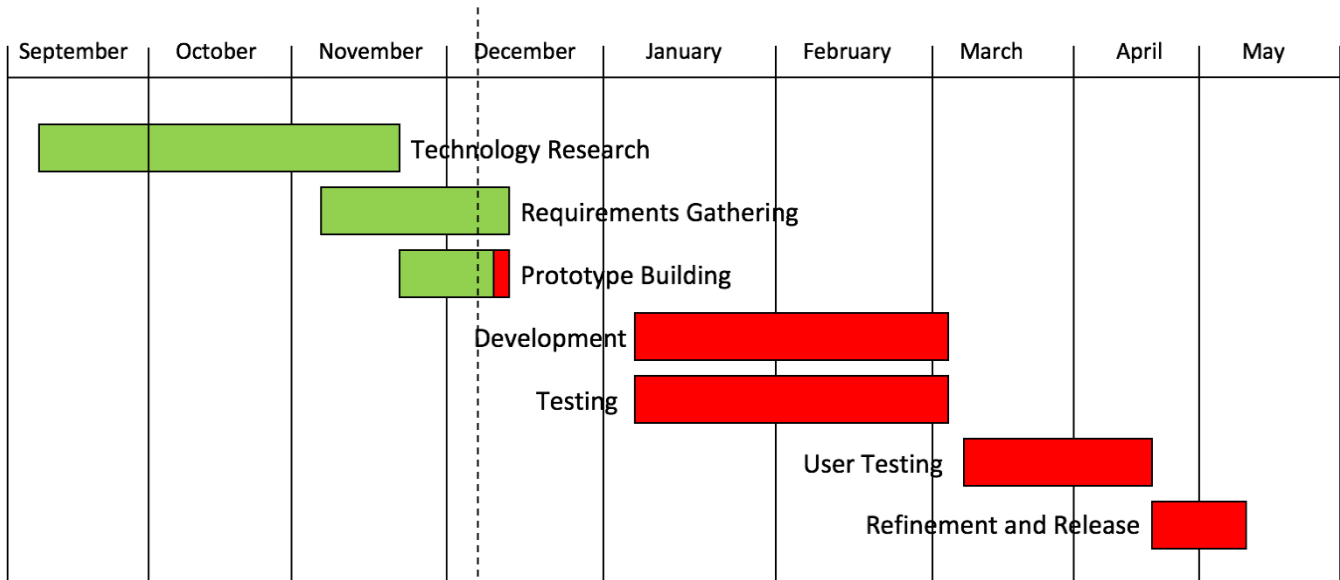 September October November December January February March April May
Technology Research
Requirements Gathering
Prototype Building
Development
Testing
User Testing
Refinement and Release